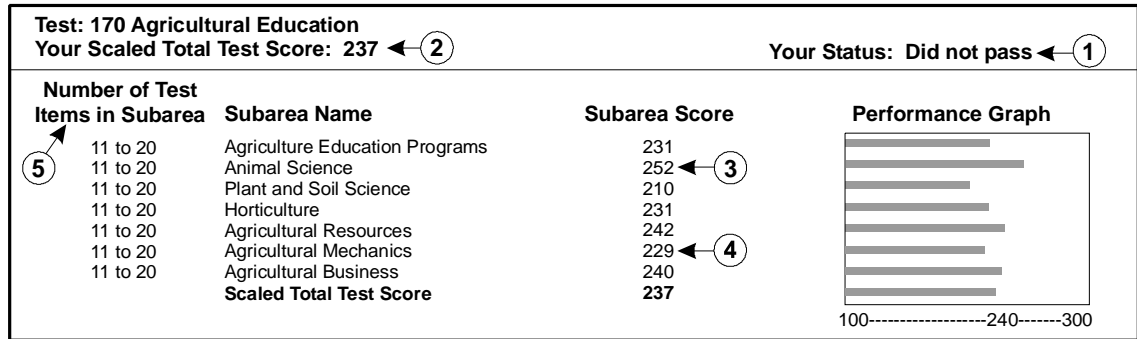 Test: 170 Agricultural Education
Your Scaled Total Test Score: 237 2
Your Status: Did not pass 1
Number of Test
Items in Subarea Subarea Name Subarea Score Performance Graph
5
11 to 20 Agriculture Education Programs 231
11 to 20 Animal Science 252 3
11 to 20 Plant and Soil Science 210
11 to 20 Horticulture 231
11 to 20 Agricultural Resources 242
11 to 20 Agricultural Mechanics 229 4
11 to 20 Agricultural Business 240
Scaled Total Test Score 237
100--------------------240-------300